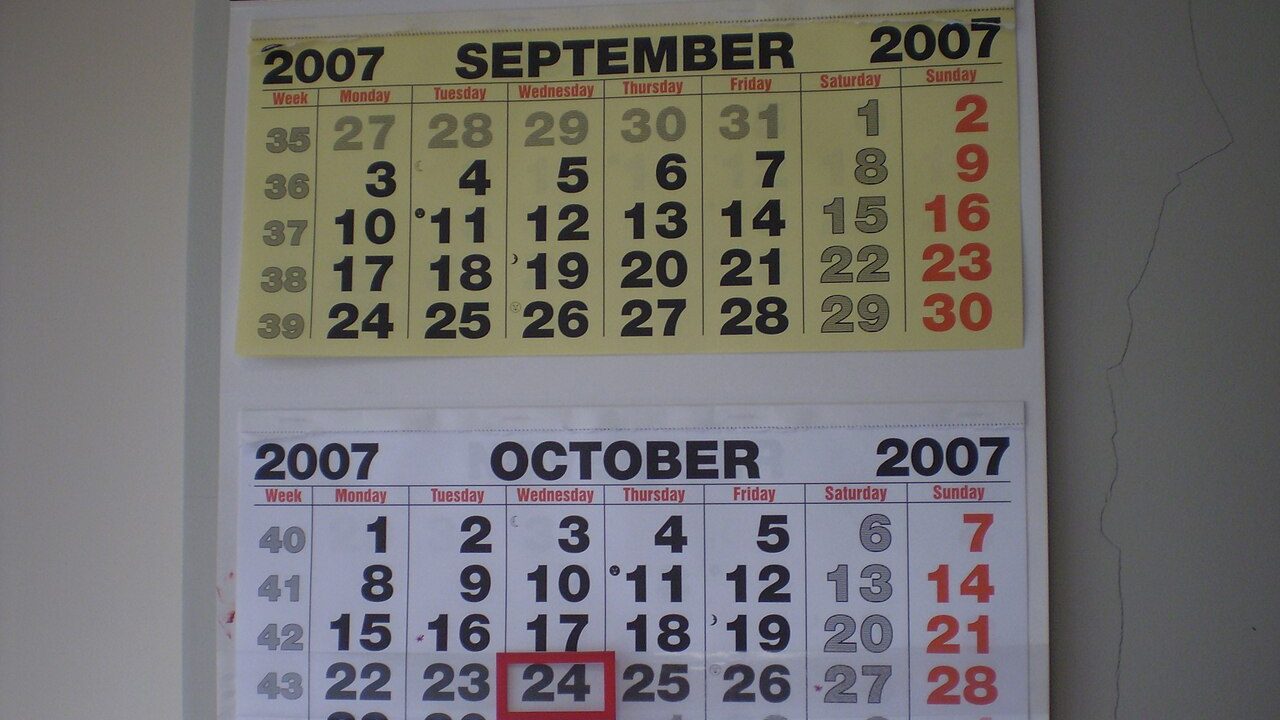 2007 SEPTEMBER 2007
Week Monday Tuesday Wednesday Thursday Friday Saturday Sunday
35 27 28 29 30 31 1 2
36 3 4 5 6 7 8 9
37 10 11 12 13 14 15 16
38 17 18 19 20 21 22 23
39 24 25 26 27 28 29 30
2007 OCTOBER 2007
Week Monday Tuesday Wednesday Thursday Friday Saturday Sunday
40 1 2 3 4 5 6 7
41 8 9 10 11 12 13 14
42 15 16 17 18 19 20 21
43 22 23 24 25 26 27 28